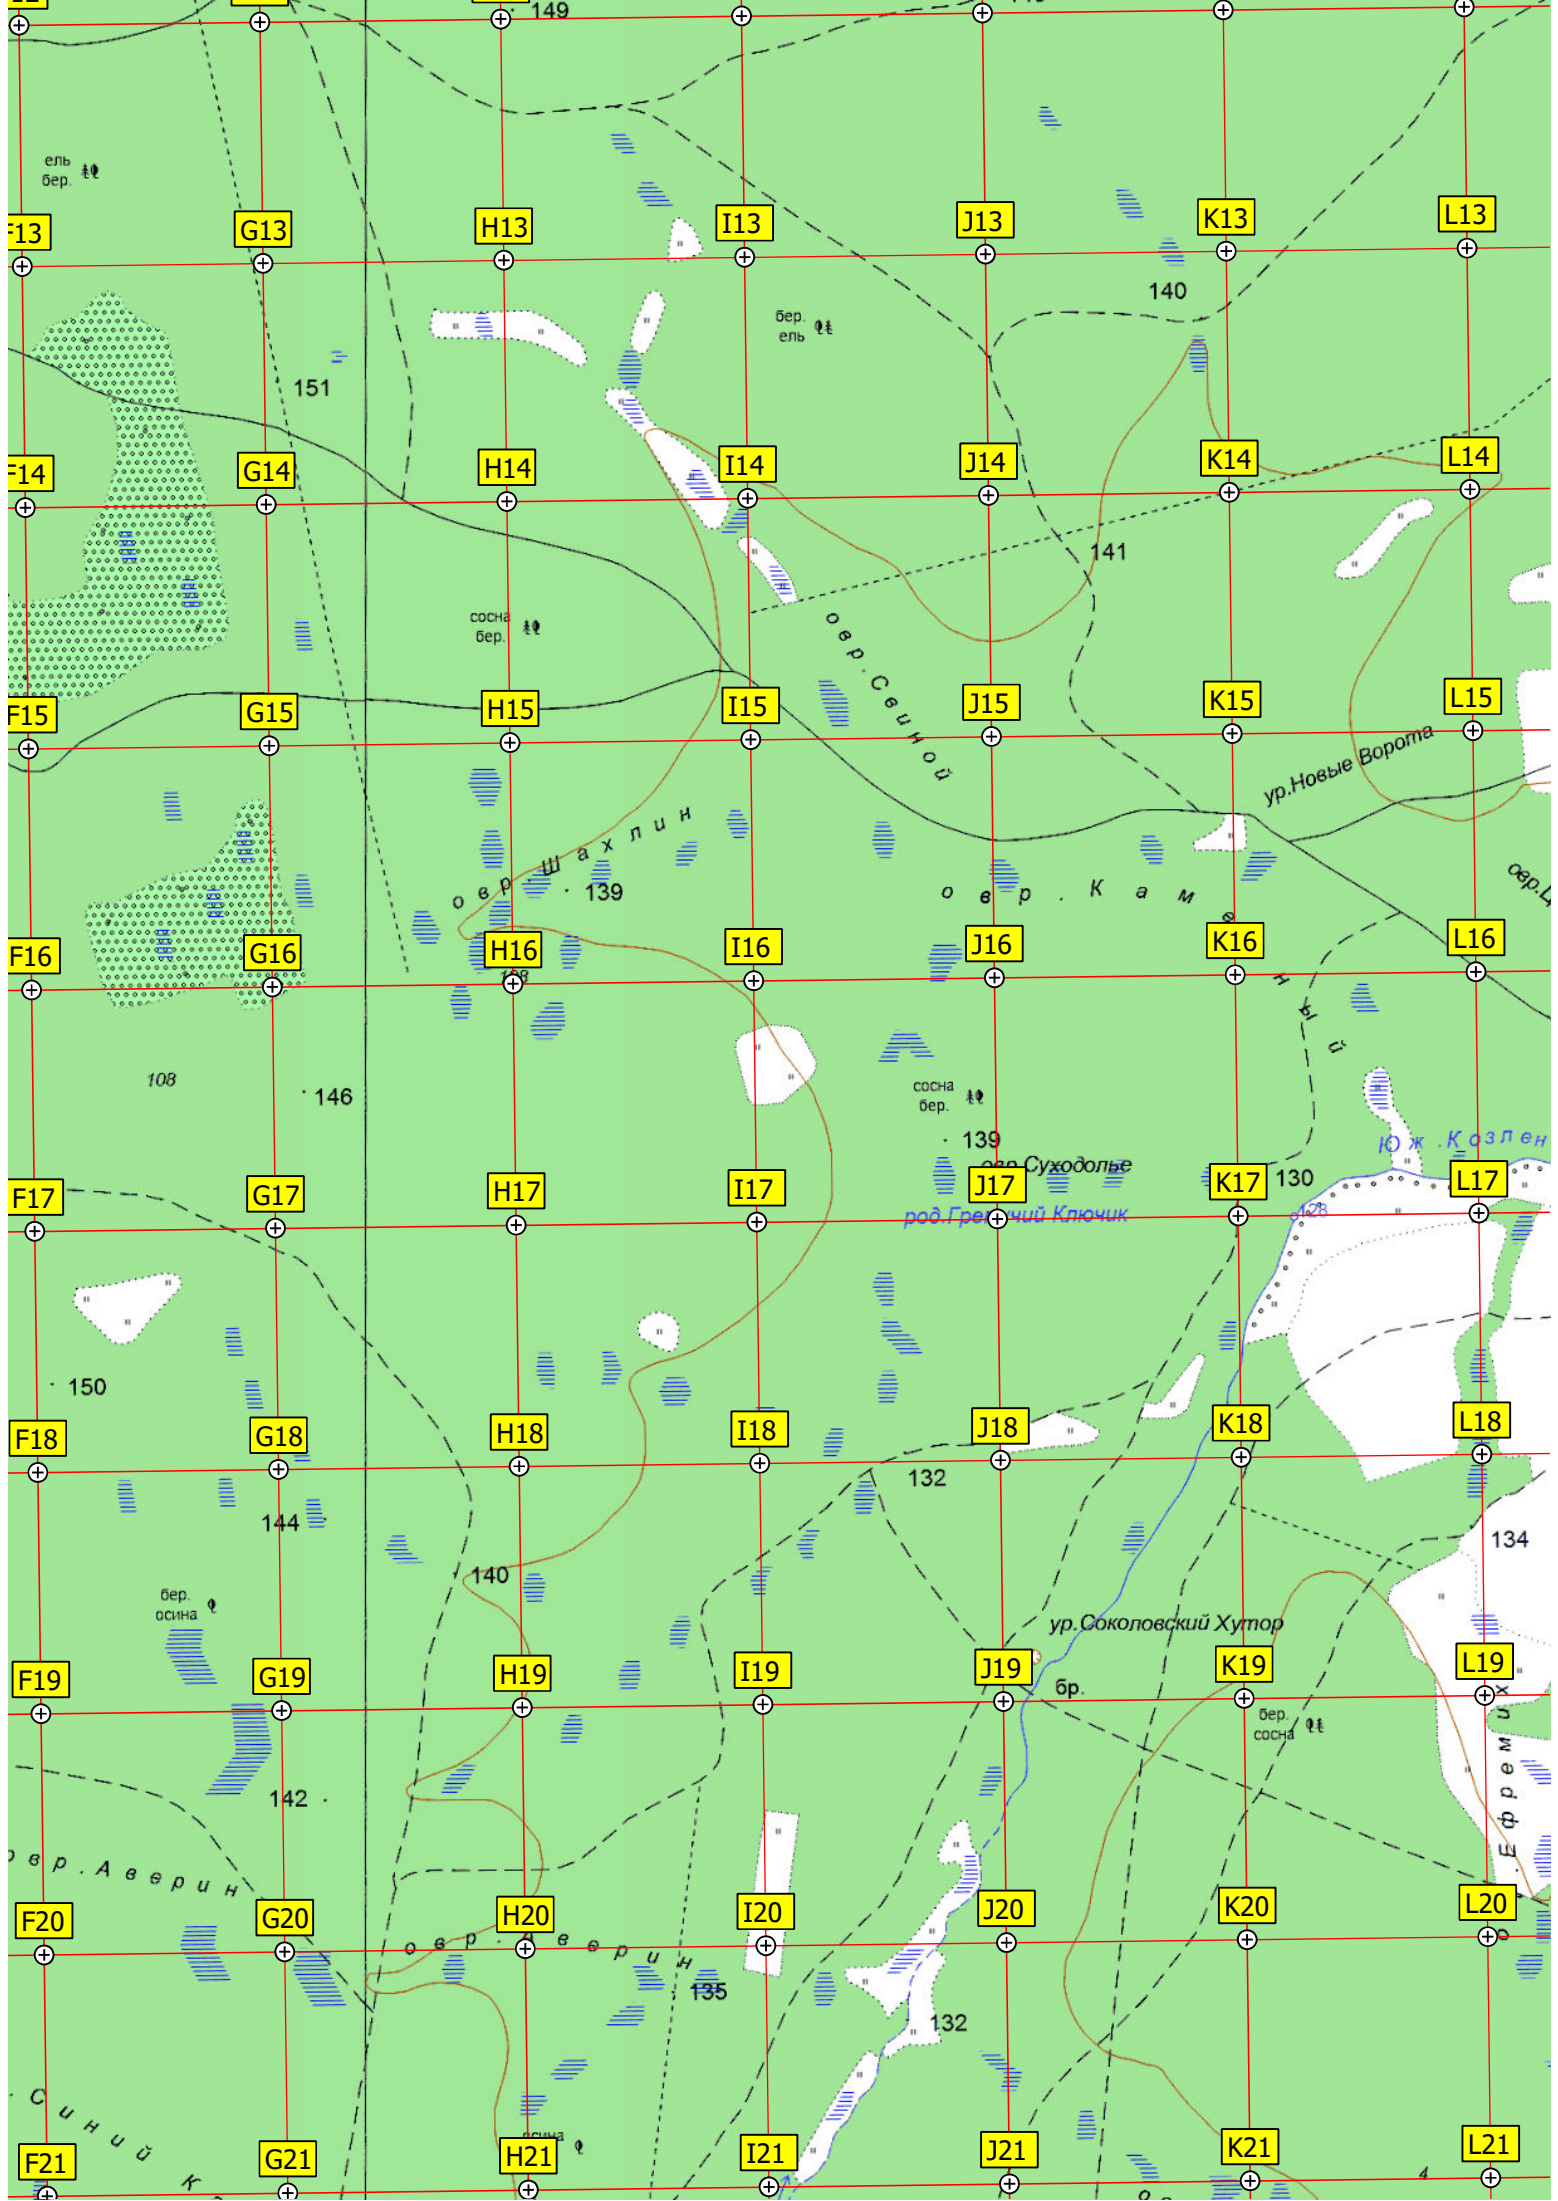 149
ель
бер.
F13
G13
H13
I13
J13
K13
L13
140
бер.
ель
151
F14
G14
H14
I14
J14
K14
L14
141
сосна
бер.
овр.Свиной
F15
G15
H15
I15
J15
K15
L15
ур.Новые Ворота
овр.Шахлин
139
овр.Каменный
F16
G16
H16
I16
J16
K16
L16
108
146
сосна
бер.
139
Юж.Козлен
овр.Суходолье
130
F17
G17
H17
I17
J17
K17
L17
род.Гремучий Ключик
128
150
F18
G18
H18
I18
J18
K18
L18
132
144
134
140
бер.
осина
ур.Соколовский Хутор
F19
G19
H19
I19
J19
K19
L19
бр.
бер.
сосна
142
Ефремих
овр.Аверин
F20
G20
H20
I20
J20
K20
L20
овр.Аверин
135
132
Синий К
осина
F21
G21
H21
I21
J21
K21
L21
4